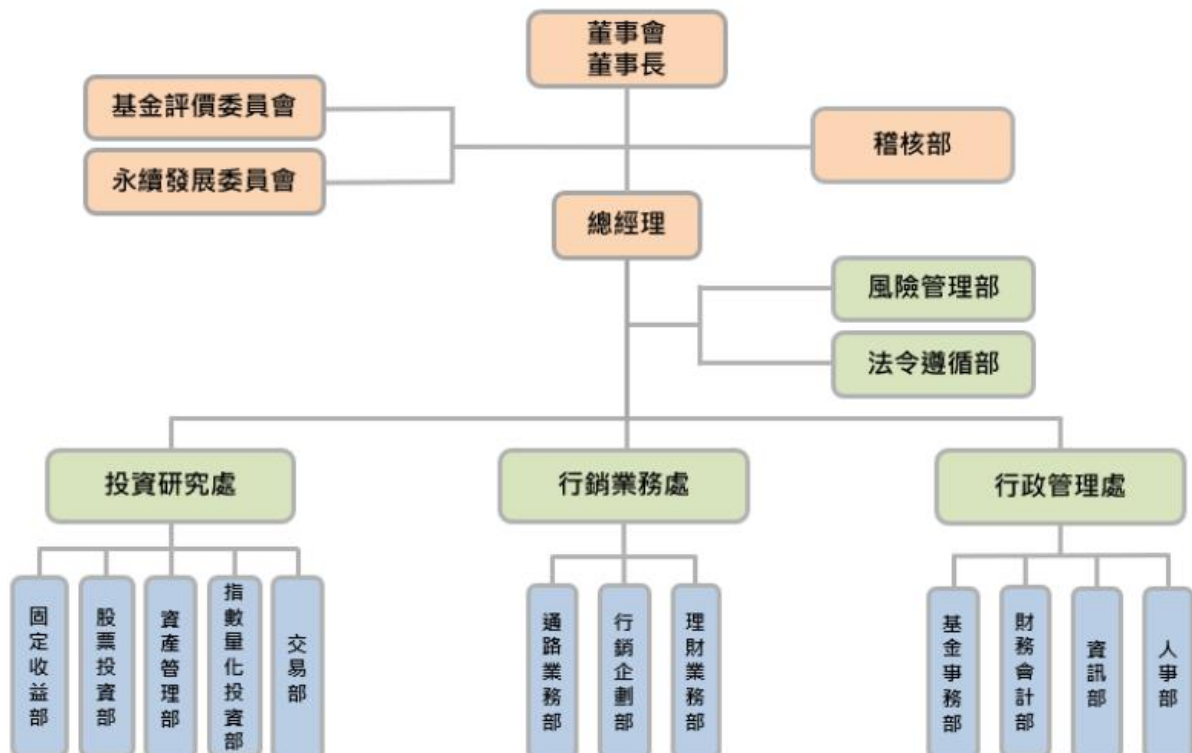 董事會
董事長
基金評價委員會
稽核部
永續發展委員會
總經理
風險管理部
法令遵循部
投資研究處
行銷業務處
行政管理處
固定收益部
股票投資部
資產管理部
指數量化投資部
交易部
通路業務部
行銷企劃部
理財業務部
基金事務部
財務會計部
資訊部
人事部